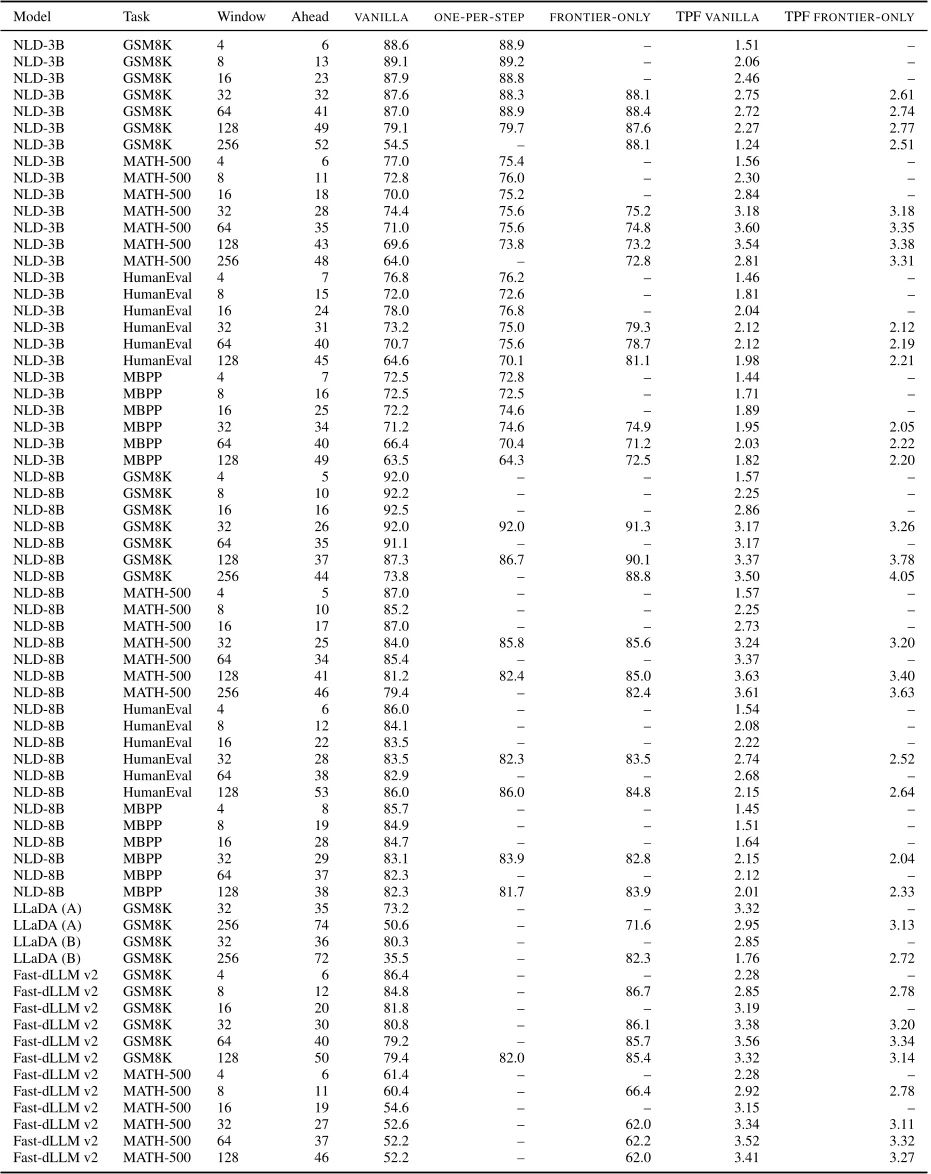 Model Task Window Ahead VANILLA ONE-PER-STEP FRONTIER-ONLY TPF VANILLA TPF FRONTIER-ONLY
NLD-3B GSM8K 4 6 88.6 88.9 – 1.51 –
NLD-3B GSM8K 8 13 89.1 89.2 – 2.06 –
NLD-3B GSM8K 16 23 87.9 88.8 – 2.46 –
NLD-3B GSM8K 32 32 87.6 88.3 88.1 2.75 2.61
NLD-3B GSM8K 64 41 87.0 88.9 88.4 2.72 2.74
NLD-3B GSM8K 128 49 79.1 79.7 87.6 2.27 2.77
NLD-3B GSM8K 256 52 54.5 – 88.1 1.24 2.51
NLD-3B MATH-500 4 6 77.0 75.4 – 1.56 –
NLD-3B MATH-500 8 11 72.8 76.0 – 2.30 –
NLD-3B MATH-500 16 18 70.0 75.2 – 2.84 –
NLD-3B MATH-500 32 28 74.4 75.6 75.2 3.18 3.18
NLD-3B MATH-500 64 35 71.0 75.6 74.8 3.60 3.35
NLD-3B MATH-500 128 43 69.6 73.8 73.2 3.54 3.38
NLD-3B MATH-500 256 48 64.0 – 72.8 2.81 3.31
NLD-3B HumanEval 4 7 76.8 76.2 – 1.46 –
NLD-3B HumanEval 8 15 72.0 72.6 – 1.81 –
NLD-3B HumanEval 16 24 78.0 76.8 – 2.04 –
NLD-3B HumanEval 32 31 73.2 75.0 79.3 2.12 2.12
NLD-3B HumanEval 64 40 70.7 75.6 78.7 2.12 2.19
NLD-3B HumanEval 128 45 64.6 70.1 81.1 1.98 2.21
NLD-3B MBPP 4 7 72.5 72.8 – 1.44 –
NLD-3B MBPP 8 16 72.5 72.5 – 1.71 –
NLD-3B MBPP 16 25 72.2 74.6 – 1.89 –
NLD-3B MBPP 32 34 71.2 74.6 74.9 1.95 2.05
NLD-3B MBPP 64 40 66.4 70.4 71.2 2.03 2.22
NLD-3B MBPP 128 49 63.5 64.3 72.5 1.82 2.20
NLD-8B GSM8K 4 5 92.0 – – 1.57 –
NLD-8B GSM8K 8 10 92.2 – – 2.25 –
NLD-8B GSM8K 16 16 92.5 – – 2.86 –
NLD-8B GSM8K 32 26 92.0 92.0 91.3 3.17 3.26
NLD-8B GSM8K 64 35 91.1 – – 3.17 –
NLD-8B GSM8K 128 37 87.3 86.7 90.1 3.37 3.78
NLD-8B GSM8K 256 44 73.8 – 88.8 3.50 4.05
NLD-8B MATH-500 4 5 87.0 – – 1.57 –
NLD-8B MATH-500 8 10 85.2 – – 2.25 –
NLD-8B MATH-500 16 17 87.0 – – 2.73 –
NLD-8B MATH-500 32 25 84.0 85.8 85.6 3.24 3.20
NLD-8B MATH-500 64 34 85.4 – – 3.37 –
NLD-8B MATH-500 128 41 81.2 82.4 85.0 3.63 3.40
NLD-8B MATH-500 256 46 79.4 – 82.4 3.61 3.63
NLD-8B HumanEval 4 6 86.0 – – 1.54 –
NLD-8B HumanEval 8 12 84.1 – – 2.08 –
NLD-8B HumanEval 16 22 83.5 – – 2.22 –
NLD-8B HumanEval 32 28 83.5 82.3 83.5 2.74 2.52
NLD-8B HumanEval 64 38 82.9 – – 2.68 –
NLD-8B HumanEval 128 53 86.0 86.0 84.8 2.15 2.64
NLD-8B MBPP 4 8 85.7 – – 1.45 –
NLD-8B MBPP 8 19 84.9 – – 1.51 –
NLD-8B MBPP 16 28 84.7 – – 1.64 –
NLD-8B MBPP 32 29 83.1 83.9 82.8 2.15 2.04
NLD-8B MBPP 64 37 82.3 – – 2.12 –
NLD-8B MBPP 128 38 82.3 81.7 83.9 2.01 2.33
LLaDA (A) GSM8K 32 35 73.2 – – 3.32 –
LLaDA (A) GSM8K 256 74 50.6 – 71.6 2.95 3.13
LLaDA (B) GSM8K 32 36 80.3 – – 2.85 –
LLaDA (B) GSM8K 256 72 35.5 – 82.3 1.76 2.72
Fast-dLLM v2 GSM8K 4 6 86.4 – – 2.28 –
Fast-dLLM v2 GSM8K 8 12 84.8 – 86.7 2.85 2.78
Fast-dLLM v2 GSM8K 16 20 81.8 – – 3.19 –
Fast-dLLM v2 GSM8K 32 30 80.8 – 86.1 3.38 3.20
Fast-dLLM v2 GSM8K 64 40 79.2 – 85.7 3.56 3.34
Fast-dLLM v2 GSM8K 128 50 79.4 82.0 85.4 3.32 3.14
Fast-dLLM v2 MATH-500 4 6 61.4 – – 2.28 –
Fast-dLLM v2 MATH-500 8 11 60.4 – 66.4 2.92 2.78
Fast-dLLM v2 MATH-500 16 19 54.6 – – 3.15 –
Fast-dLLM v2 MATH-500 32 27 52.6 – 62.0 3.34 3.11
Fast-dLLM v2 MATH-500 64 37 52.2 – 62.2 3.52 3.32
Fast-dLLM v2 MATH-500 128 46 52.2 – 62.0 3.41 3.27